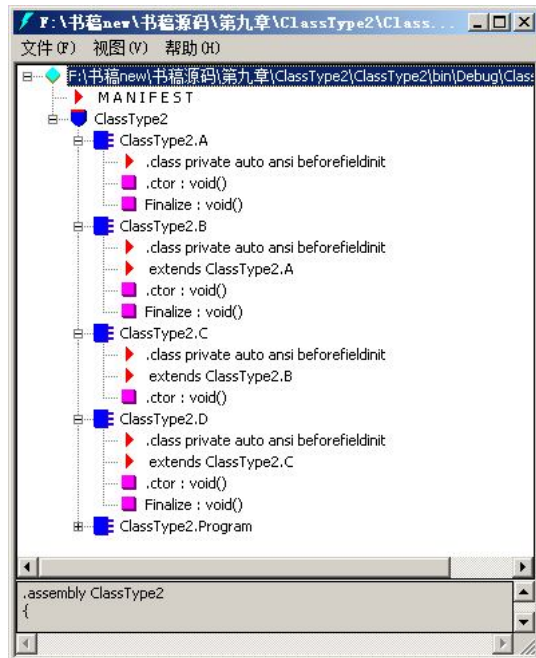 F:\书稿new\书稿源码\第九章\ClassType2\Class...
文件(F) 视图(V) 帮助(H)
F:\书稿new\书稿源码\第九章\ClassType2\ClassType2\bin\Debug\Clas
MANIFEST
ClassType2
ClassType2.A
.class private auto ansi beforefieldinit
.ctor : void()
Finalize : void()
ClassType2.B
.class private auto ansi beforefieldinit
extends ClassType2.A
.ctor : void()
Finalize : void()
ClassType2.C
.class private auto ansi beforefieldinit
extends ClassType2.B
.ctor : void()
ClassType2.D
.class private auto ansi beforefieldinit
extends ClassType2.C
.ctor : void()
Finalize : void()
ClassType2.Program
.assembly ClassType2
{